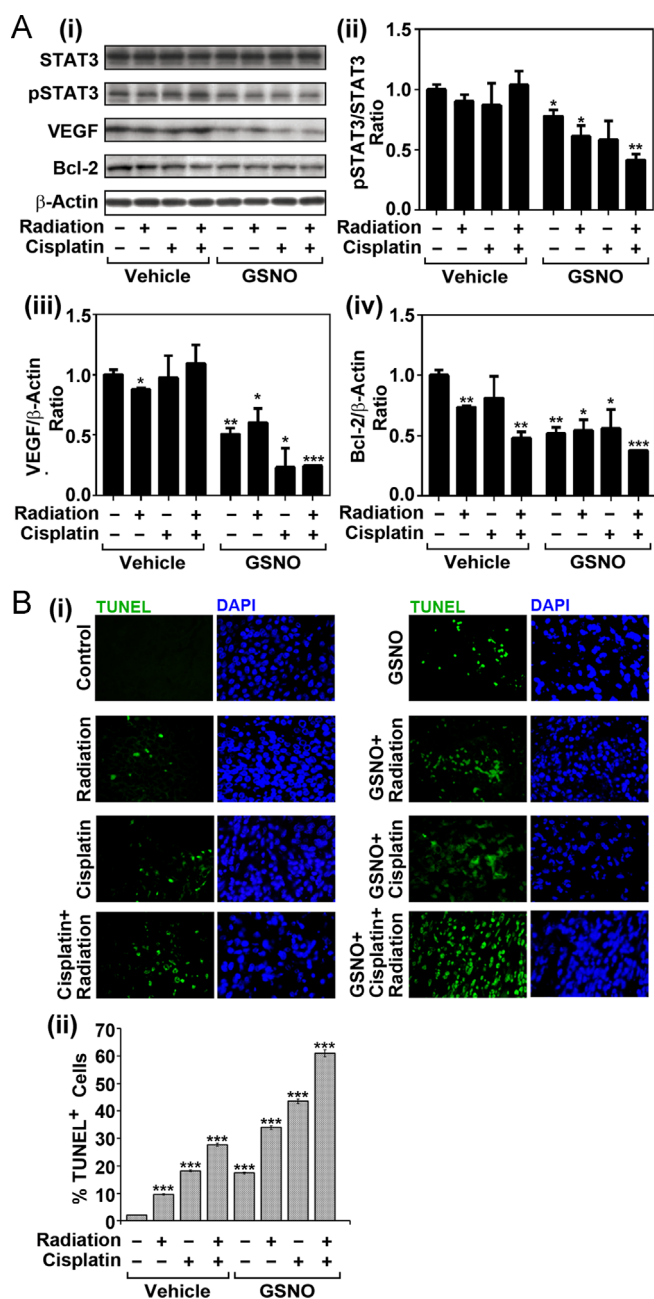 A
(i)
STAT3
pSTAT3
VEGF
Bcl-2
β-Actin
Radiation − + − + − + − +
Cisplatin − − + + − − + +
Vehicle GSNO
(ii)
pSTAT3/STAT3
Ratio
1.5
1.0
0.5
0.0
* * **
Radiation − + − + − + − +
Cisplatin − − + + − − + +
Vehicle GSNO
(iii)
VEGF/β-Actin
Ratio
1.5
1.0
0.5
0.0
* ** * * ***
Radiation − + − + − + − +
Cisplatin − − + + − − + +
Vehicle GSNO
(iv)
Bcl-2/β-Actin
Ratio
1.5
1.0
0.5
0.0
** ** ** * * ***
Radiation − + − + − + − +
Cisplatin − − + + − − + +
Vehicle GSNO
B
(i)
TUNEL DAPI
Control
Radiation
Cisplatin
Cisplatin+
Radiation
TUNEL DAPI
GSNO
GSNO+
Radiation
GSNO+
Cisplatin
GSNO+
Cisplatin+
Radiation
(ii)
% TUNEL+ Cells
70
60
50
40
30
20
10
0
*** *** *** *** *** *** ***
Radiation − + − + − + − +
Cisplatin − − + + − − + +
Vehicle GSNO